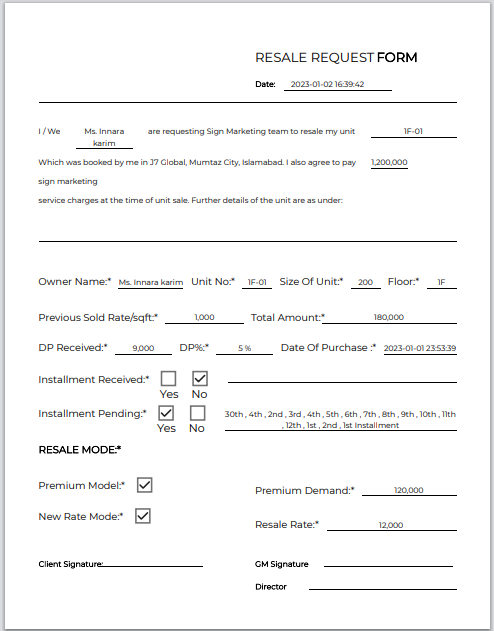 RESALE REQUEST FORM
Date: 2023-01-02 16:39:42
I / We Ms. Innara karim are requesting Sign Marketing team to resale my unit 1F-01
Which was booked by me in J7 Global, Mumtaz City, Islamabad. I also agree to pay 1,200,000
sign marketing
service charges at the time of unit sale. Further details of the unit are as under:
Owner Name:* Ms. Innara karim Unit No:* 1F-01 Size Of Unit:* 200 Floor:* 1F
Previous Sold Rate/sqft:* 1,000 Total Amount:* 180,000
DP Received:* 9,000 DP%:* 5 % Date Of Purchase :* 2023-01-01 23:53:39
Installment Received:*
Yes No
Installment Pending:* 30th , 4th , 2nd , 3rd , 4th , 5th , 6th , 7th , 8th , 9th , 10th , 11th
, 12th , 1st , 2nd , 1st Installment
Yes No
RESALE MODE:*
Premium Model:*
Premium Demand:* 120,000
New Rate Mode:*
Resale Rate:* 12,000
Client Signature: GM Signature
Director